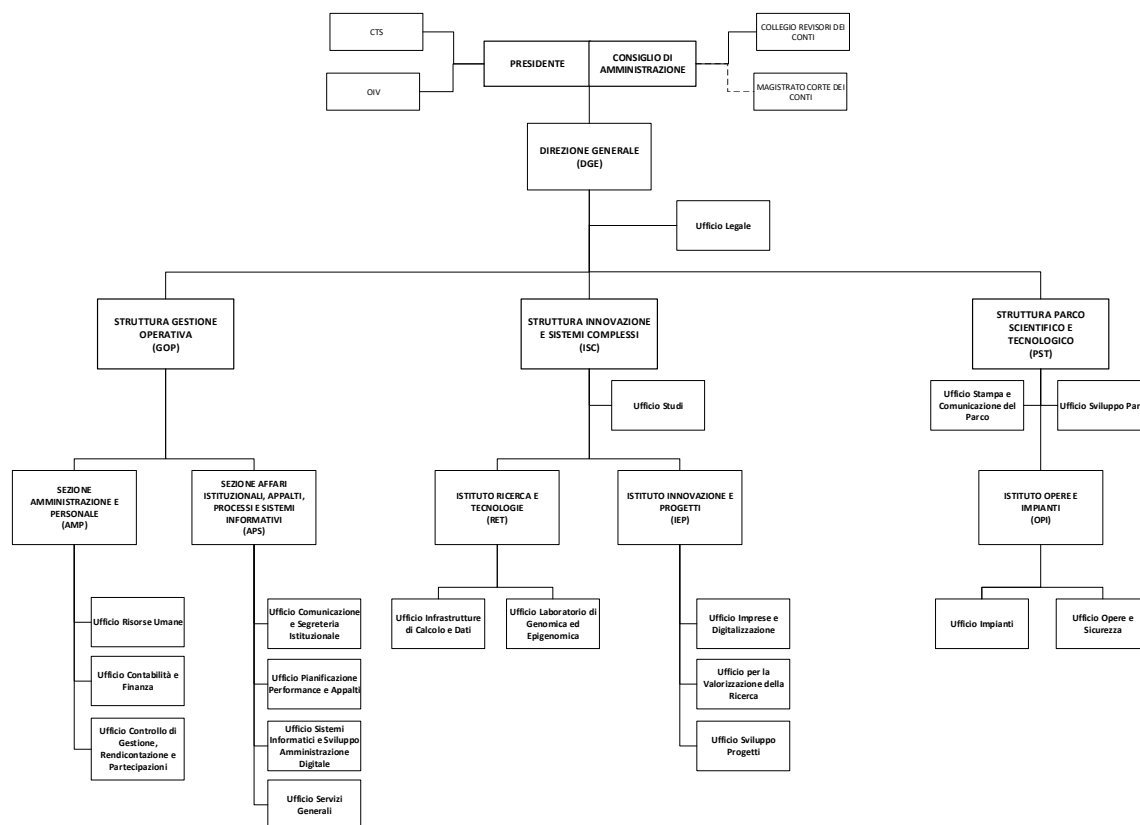 CTS
OIV
PRESIDENTE
CONSIGLIO DI
AMMINISTRAZIONE
COLLEGIO REVISORI DEI
CONTI
MAGISTRATO CORTE DEI
CONTI
DIREZIONE GENERALE
(DGE)
Ufficio Legale
STRUTTURA GESTIONE
OPERATIVA
(GOP)
STRUTTURA INNOVAZIONE
E SISTEMI COMPLESSI
(ISC)
STRUTTURA PARCO
SCIENTIFICO E
TECNOLOGICO
(PST)
Ufficio Studi
Ufficio Stampa e
Comunicazione del
Parco
Ufficio Sviluppo Par
SEZIONE
AMMINISTRAZIONE E
PERSONALE
(AMP)
SEZIONE AFFARI
ISTITUZIONALI, APPALTI,
PROCESSI E SISTEMI
INFORMATIVI
(APS)
ISTITUTO RICERCA E
TECNOLOGIE
(RET)
ISTITUTO INNOVAZIONE E
PROGETTI
(IEP)
ISTITUTO OPERE E
IMPIANTI
(OPI)
Ufficio Risorse Umane
Ufficio Contabilità e
Finanza
Ufficio Controllo di
Gestione,
Rendicontazione e
Partecipazioni
Ufficio Comunicazione
e Segreteria
Istituzionale
Ufficio Pianificazione
Performance e Appalti
Ufficio Sistemi
Informatici e Sviluppo
Amministrazione
Digitale
Ufficio Servizi
Generali
Ufficio Infrastrutture
di Calcolo e Dati
Ufficio Laboratorio di
Genomica ed
Epigenomica
Ufficio Imprese e
Digitalizzazione
Ufficio per la
Valorizzazione della
Ricerca
Ufficio Sviluppo
Progetti
Ufficio Impianti
Ufficio Opere e
Sicurezza